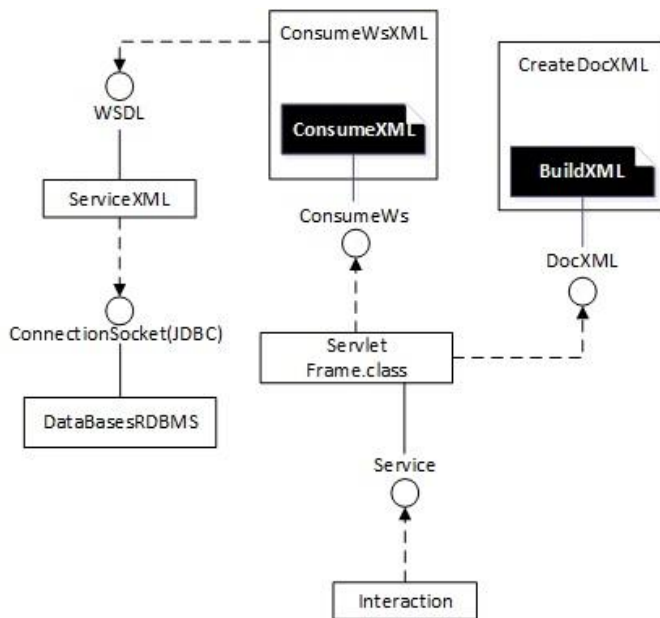 ConsumeWsXML
CreateDocXML
WSDL
ConsumeXML
BuildXML
ServiceXML
ConsumeWs
DocXML
ConnectionSocket(JDBC)
Servlet
Frame.class
DataBasesRDBMS
Service
Interaction